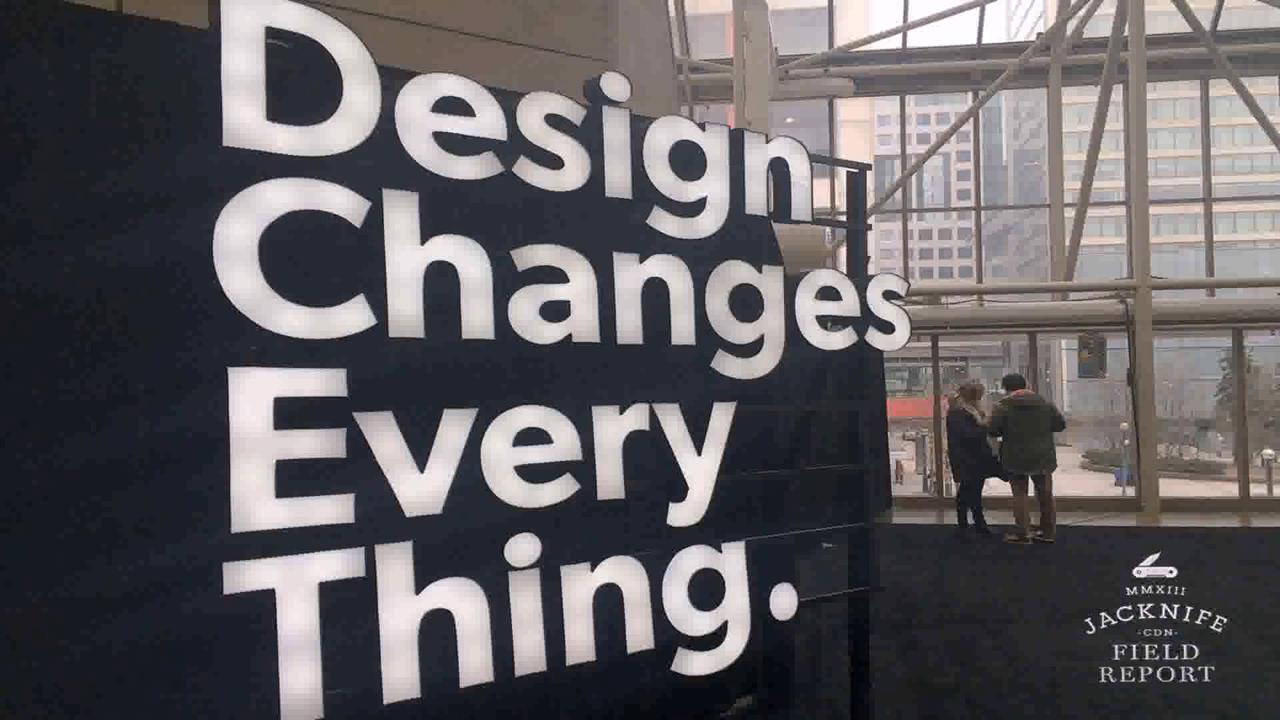 Design
Changes
Every
Thing.
MMXIII
JACKNIFE
-CDN-
FIELD
REPORT